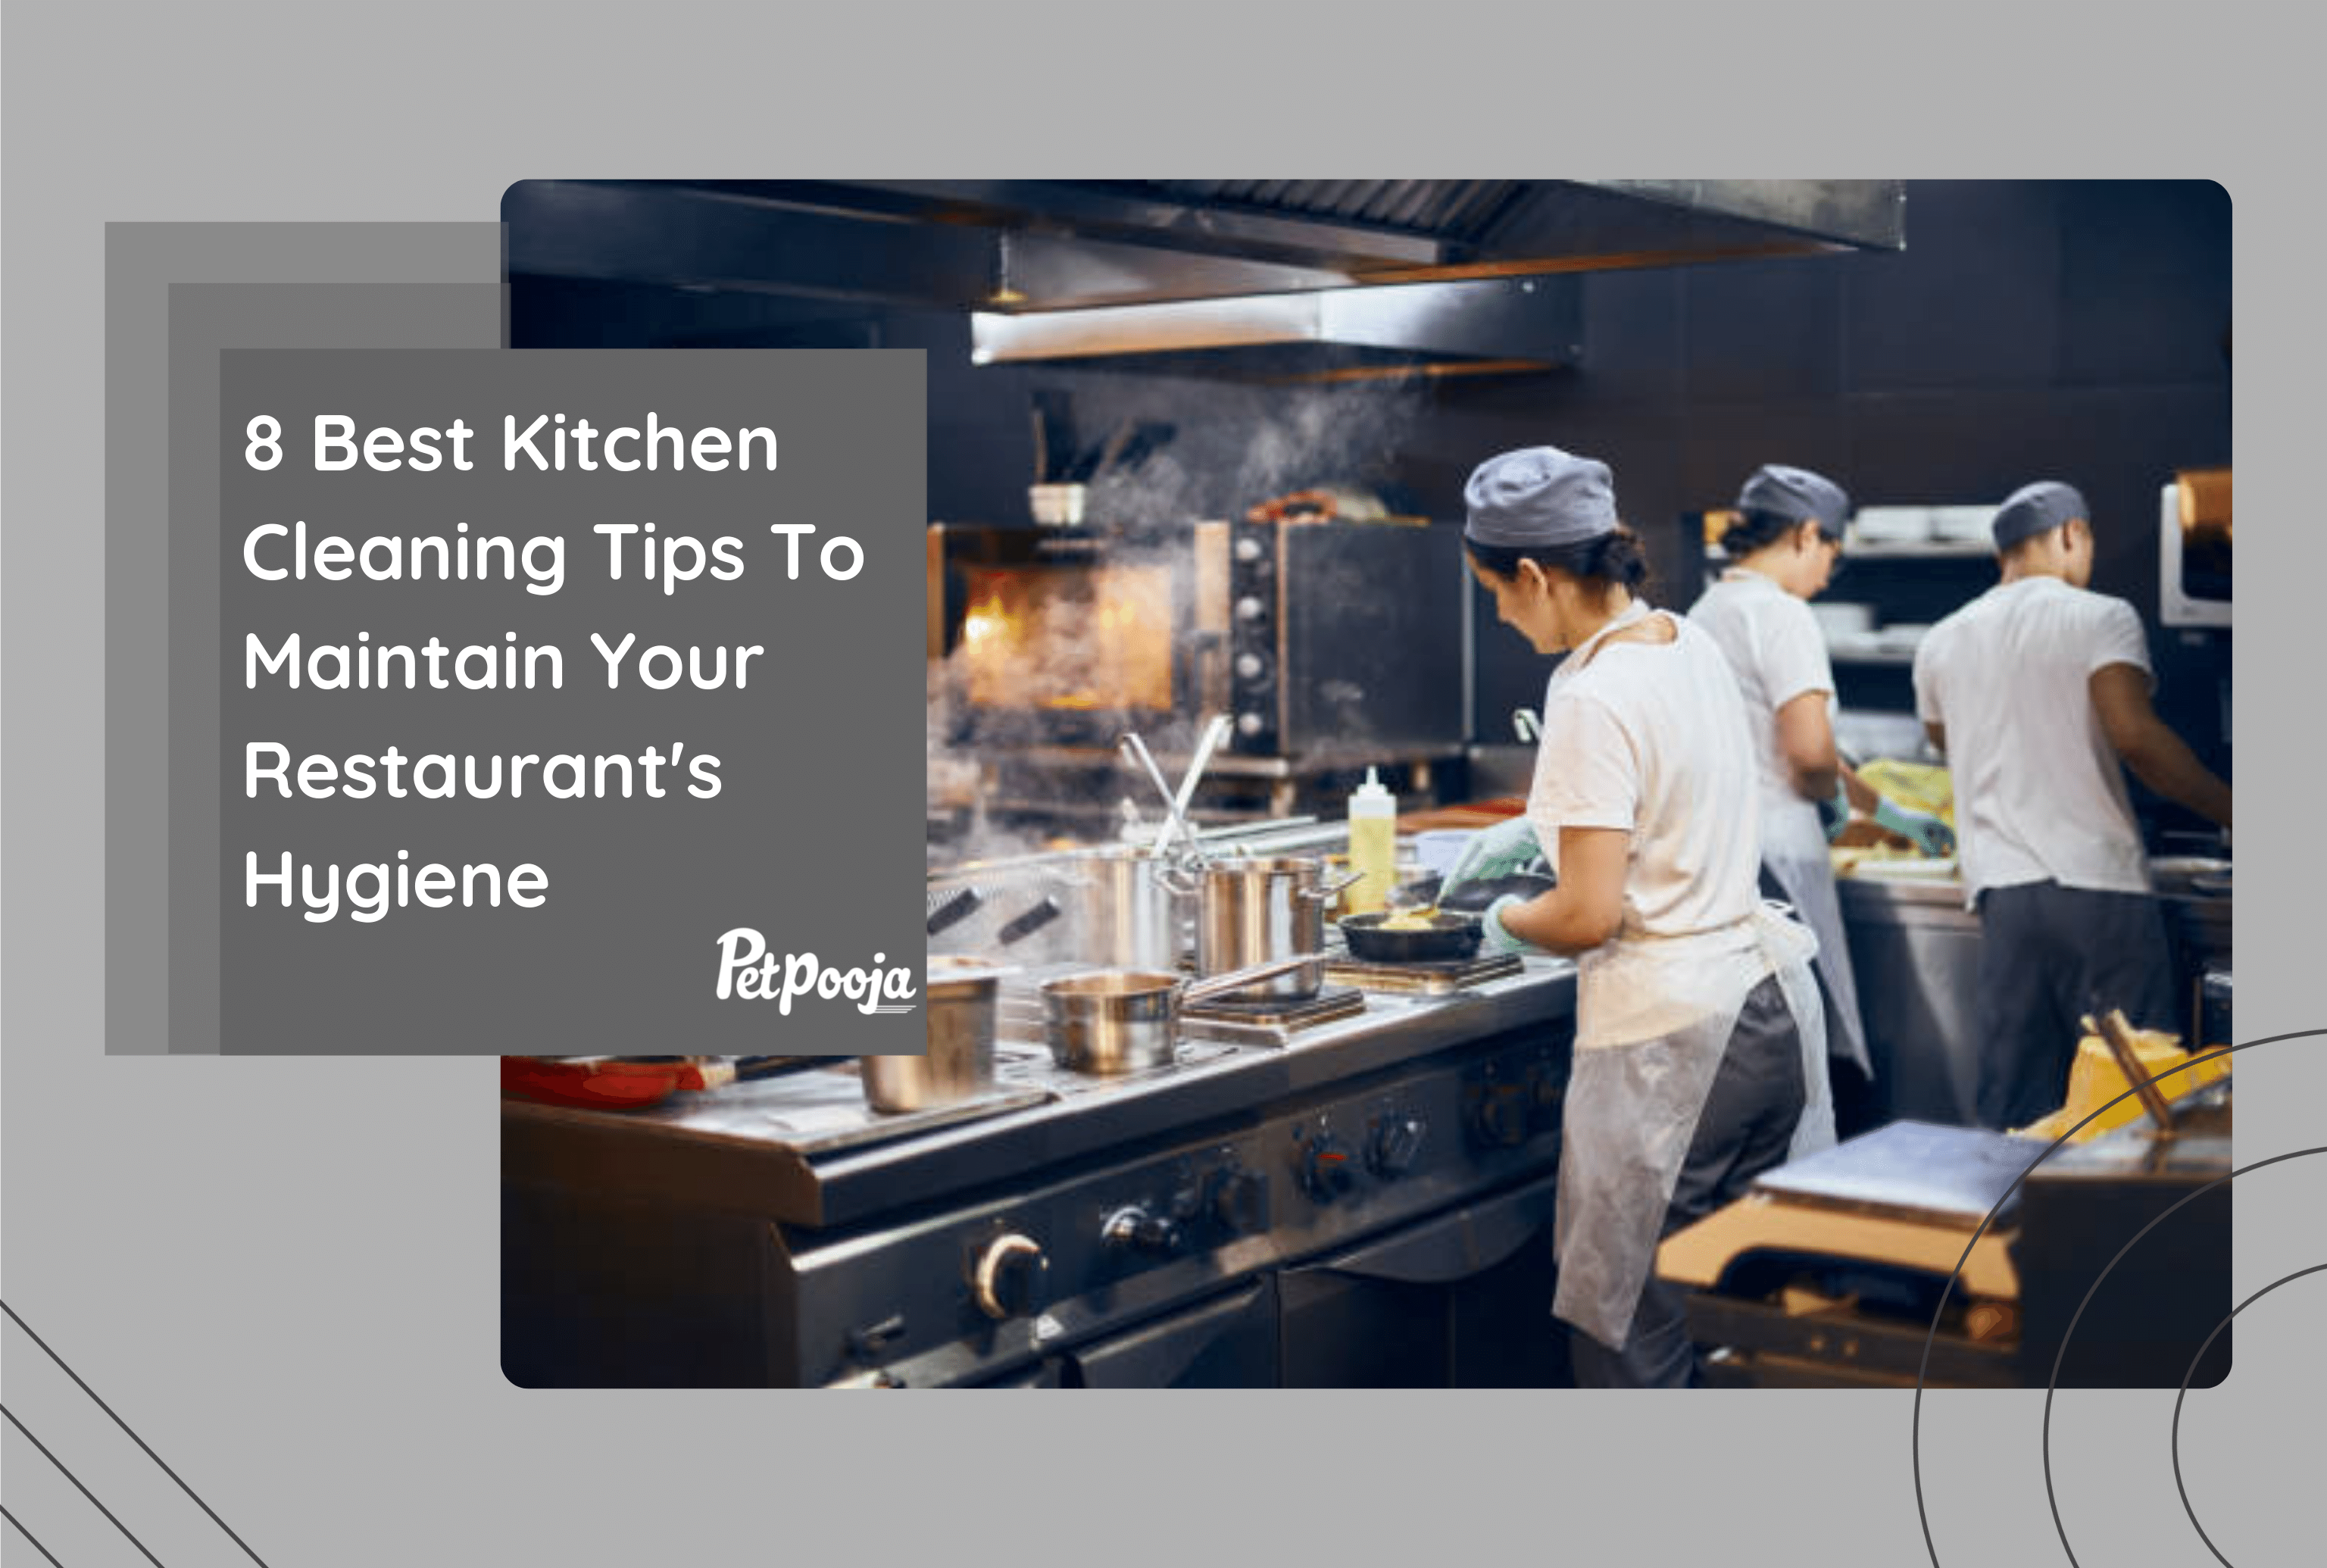 8 Best Kitchen
Cleaning Tips To
Maintain Your
Restaurant's
Hygiene
Petpooja